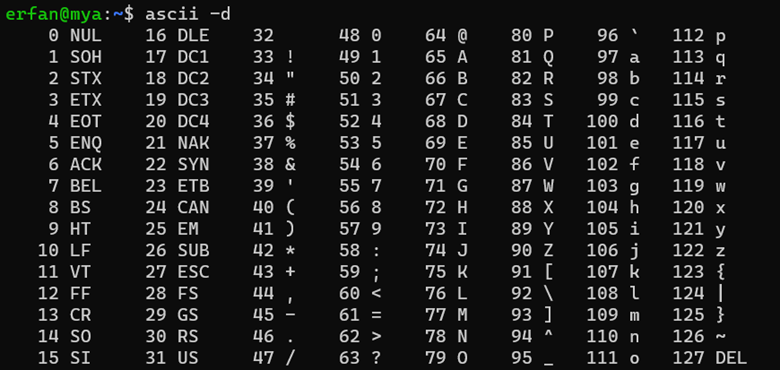 erfan@mya:~$ ascii -d
0 NUL 16 DLE 32 48 0 64 @ 80 P 96 ` 112 p
1 SOH 17 DC1 33 ! 49 1 65 A 81 Q 97 a 113 q
2 STX 18 DC2 34 " 50 2 66 B 82 R 98 b 114 r
3 ETX 19 DC3 35 # 51 3 67 C 83 S 99 c 115 s
4 EOT 20 DC4 36 $ 52 4 68 D 84 T 100 d 116 t
5 ENQ 21 NAK 37 % 53 5 69 E 85 U 101 e 117 u
6 ACK 22 SYN 38 & 54 6 70 F 86 V 102 f 118 v
7 BEL 23 ETB 39 ' 55 7 71 G 87 W 103 g 119 w
8 BS 24 CAN 40 ( 56 8 72 H 88 X 104 h 120 x
9 HT 25 EM 41 ) 57 9 73 I 89 Y 105 i 121 y
10 LF 26 SUB 42 * 58 : 74 J 90 Z 106 j 122 z
11 VT 27 ESC 43 + 59 ; 75 K 91 [ 107 k 123 {
12 FF 28 FS 44 , 60 < 76 L 92 \ 108 l 124 |
13 CR 29 GS 45 - 61 = 77 M 93 ] 109 m 125 }
14 SO 30 RS 46 . 62 > 78 N 94 ^ 110 n 126 ~
15 SI 31 US 47 / 63 ? 79 O 95 _ 111 o 127 DEL